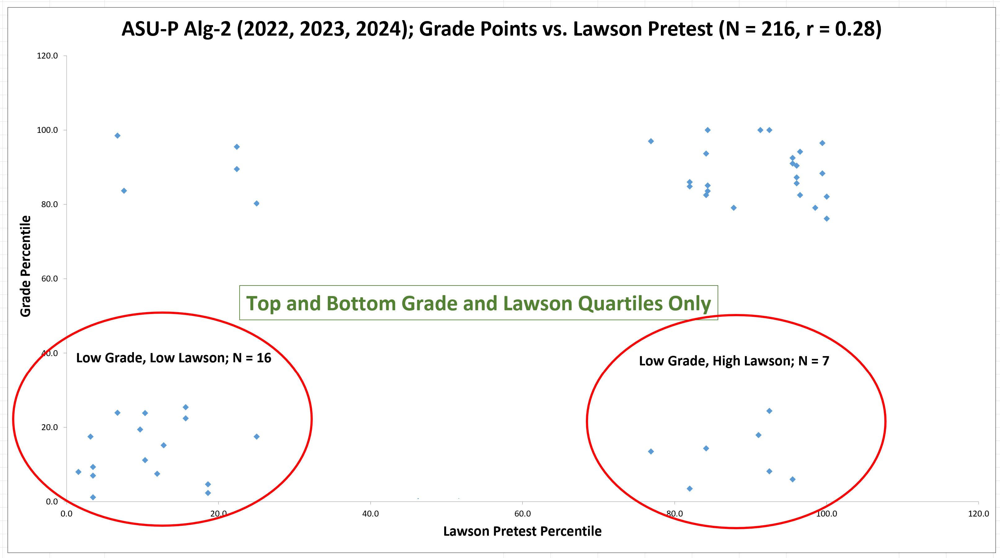 ASU-P Alg-2 (2022, 2023, 2024); Grade Points vs. Lawson Pretest (N = 216, r = 0.28)
120.0
100.0
80.0
60.0
40.0
20.0
0.0
Grade Percentile
Top and Bottom Grade and Lawson Quartiles Only
Low Grade, Low Lawson; N = 16
Low Grade, High Lawson; N = 7
0.0 20.0 40.0 60.0 80.0 100.0 120.0
Lawson Pretest Percentile